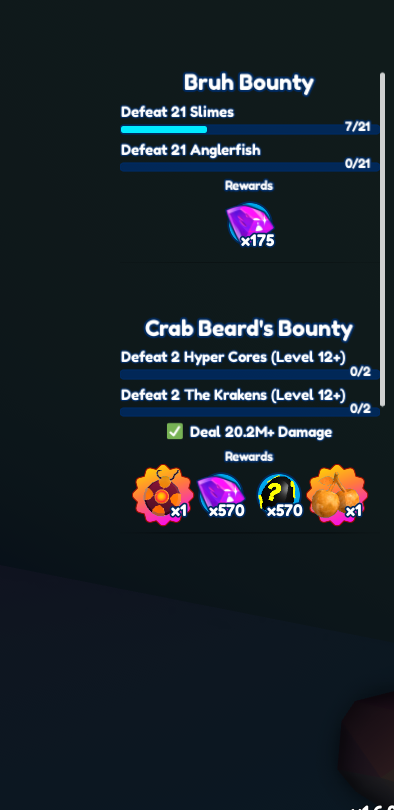 Bruh Bounty
Defeat 21 Slimes
7/21
Defeat 21 Anglerfish
0/21
Rewards
x175
Crab Beard's Bounty
Defeat 2 Hyper Cores (Level 12+)
0/2
Defeat 2 The Krakens (Level 12+)
0/2
✅ Deal 20.2M+ Damage
Rewards
x1 x570 ? x570 x1